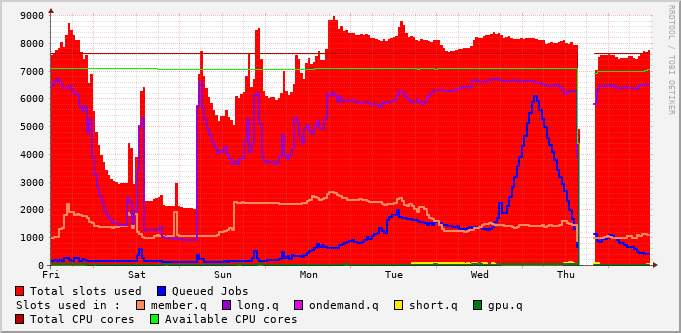 9000
8000
7000
6000
5000
4000
3000
2000
1000
0
Fri Sat Sun Mon Tue Wed Thu
RRDTOOL / TOBI OETIKER
Total slots used Queued Jobs
Slots used in : member.q long.q ondemand.q short.q gpu.q
Total CPU cores Available CPU cores